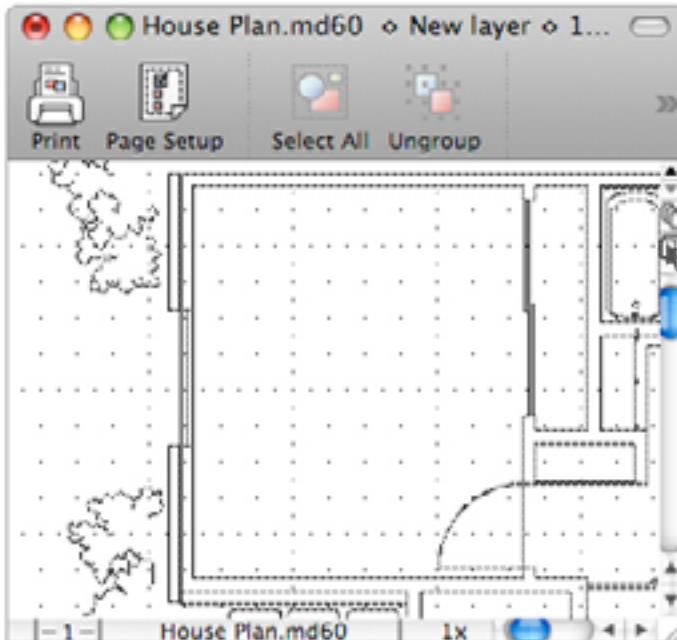 House Plan.md60 ◇ New layer ◇ 1...
Print Page Setup Select All Ungroup
1 House Plan.md60 1x